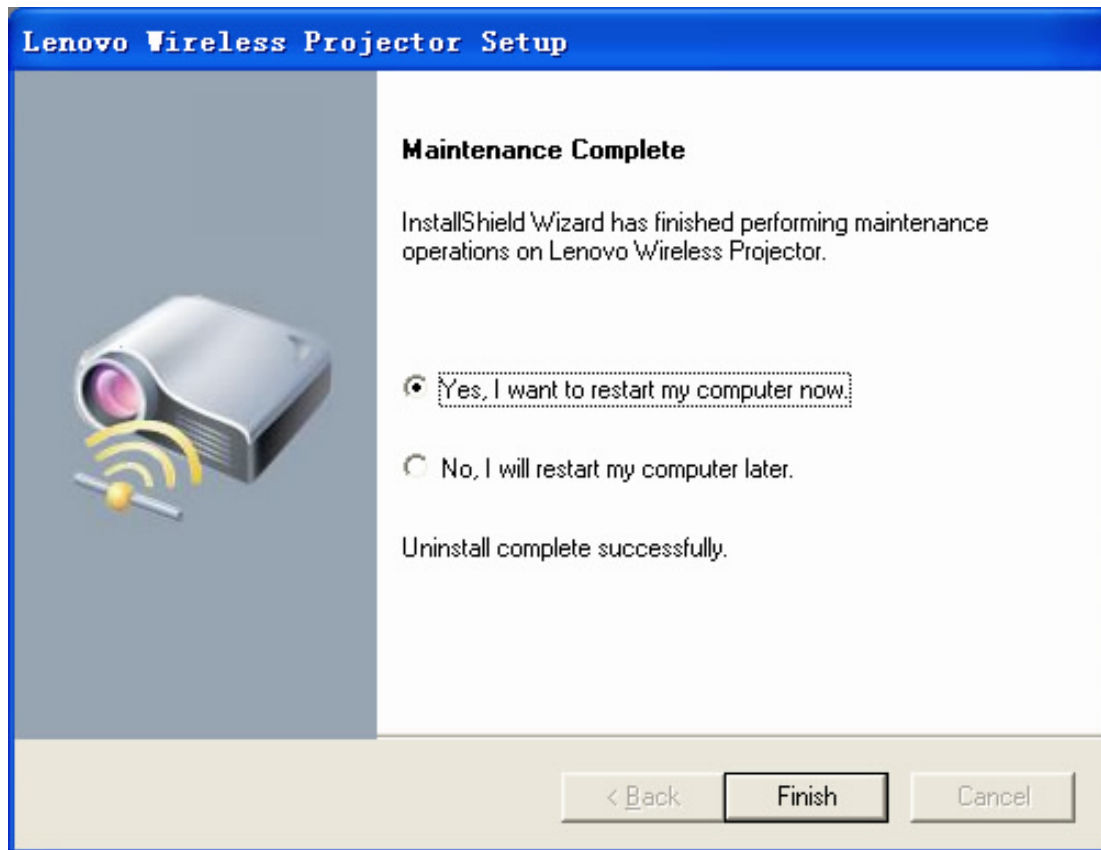 Lenovo Wireless Projector Setup
Maintenance Complete
InstallShield Wizard has finished performing maintenance
operations on Lenovo Wireless Projector.
Yes, I want to restart my computer now.
No, I will restart my computer later.
Uninstall complete successfully.
< Back Finish Cancel